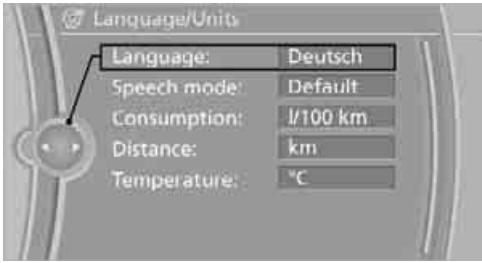 Language/Units
Language: Deutsch
Speech mode: Default
Consumption: l/100 km
Distance: km
Temperature: °C